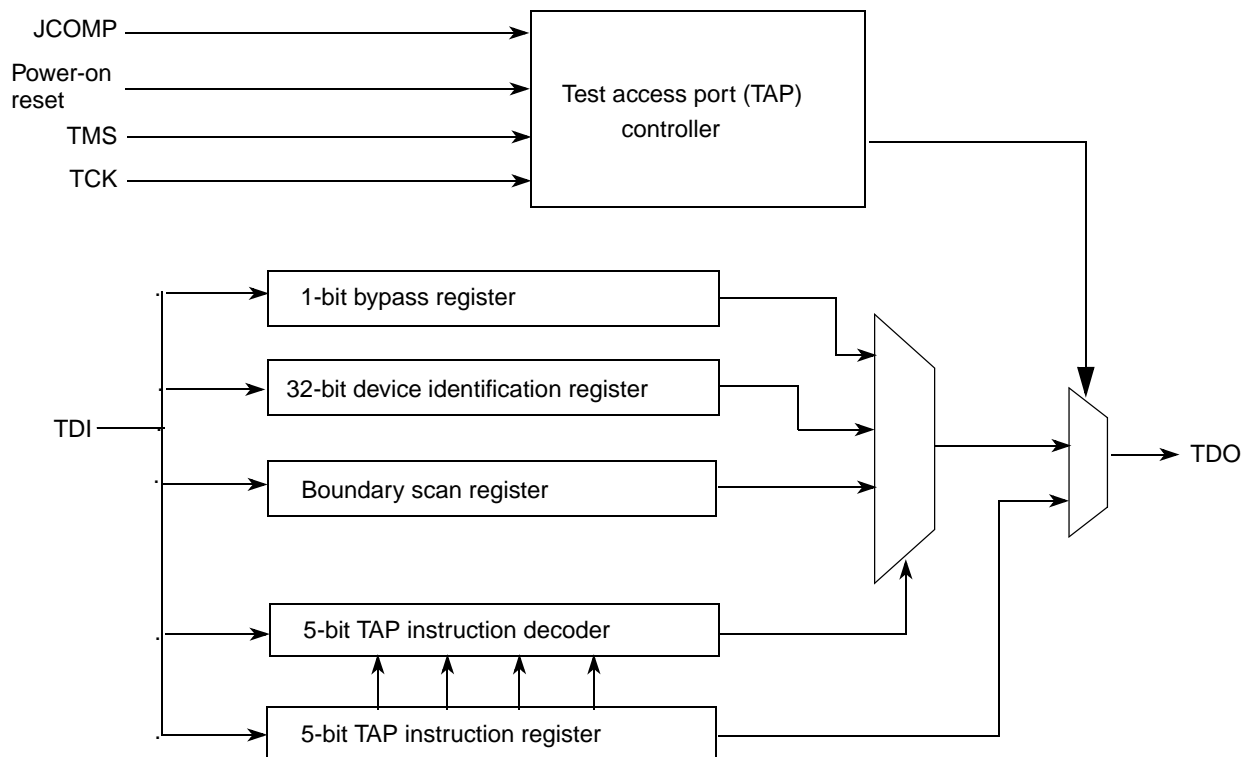 JCOMP
Power-on
reset
TMS
TCK
Test access port (TAP)
controller
1-bit bypass register
32-bit device identification register
TDI
Boundary scan register
TDO
5-bit TAP instruction decoder
5-bit TAP instruction register